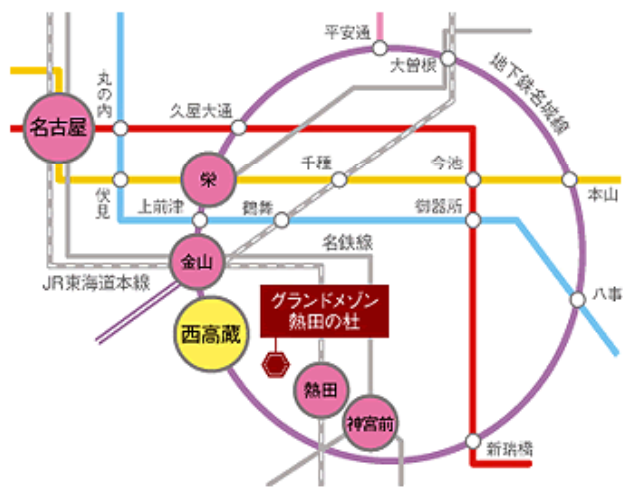 平安通
大曽根
地下鉄名城線
丸の内
久屋大通
名古屋
千種
今池
栄
本山
伏見
上前津
鶴舞
御器所
名鉄線
金山
JR東海道本線
八事
グランドメゾン
熱田の杜
西高蔵
熱田
神宮前
新瑞橋